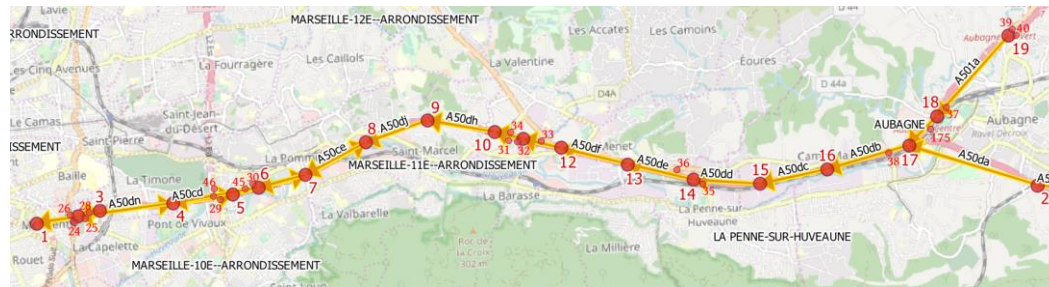 Lavie
ARRONDISSEMENT
MARSEILLE-12E--ARRONDISSEMENT
39
40
Aubagne
19
La Fourragère
Les Caillols
La Valentine
Les Accates
Les Camoins
Éoures
D 44a
D 44a
A501a
Les Cinq Avenues
Saint-Pierre
Saint-Jean-
du-Désert
D4A
9
A50dh
A50dj
8
10
34
31
32
33
12
A50df
Menet
18
37
AUBAGNE
175
Aubagne
17
38
A50db
A50da
ISSEMENT
Baille
La Timone
La Pomme
A50ce
Saint-Marcel
MARSEILLE-11E--ARRONDISSEMENT
13
A50de
36
A50dd
14
35
15
A50dc
16
46
45
30
6
7
5
29
A50cd
4
A50dn
3
28
26
25
24
1
2
Rouet
La Capelette
Pont de Vivaux
La Valbarelle
La Barasse
La Penne-sur-
Huveaune
LA PENNE-SUR-HUVEAUNE
MARSEILLE-10E--ARRONDISSEMENT
Roc de
la Croix
302 m
La Millière